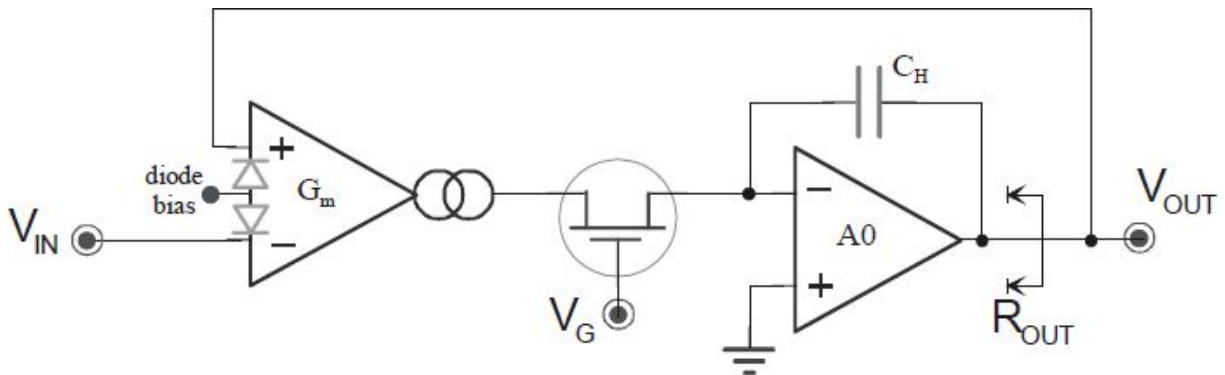 C_H
+
diode
bias
G_m
−
A0
V_OUT
V_IN
−
+
V_G
R_OUT